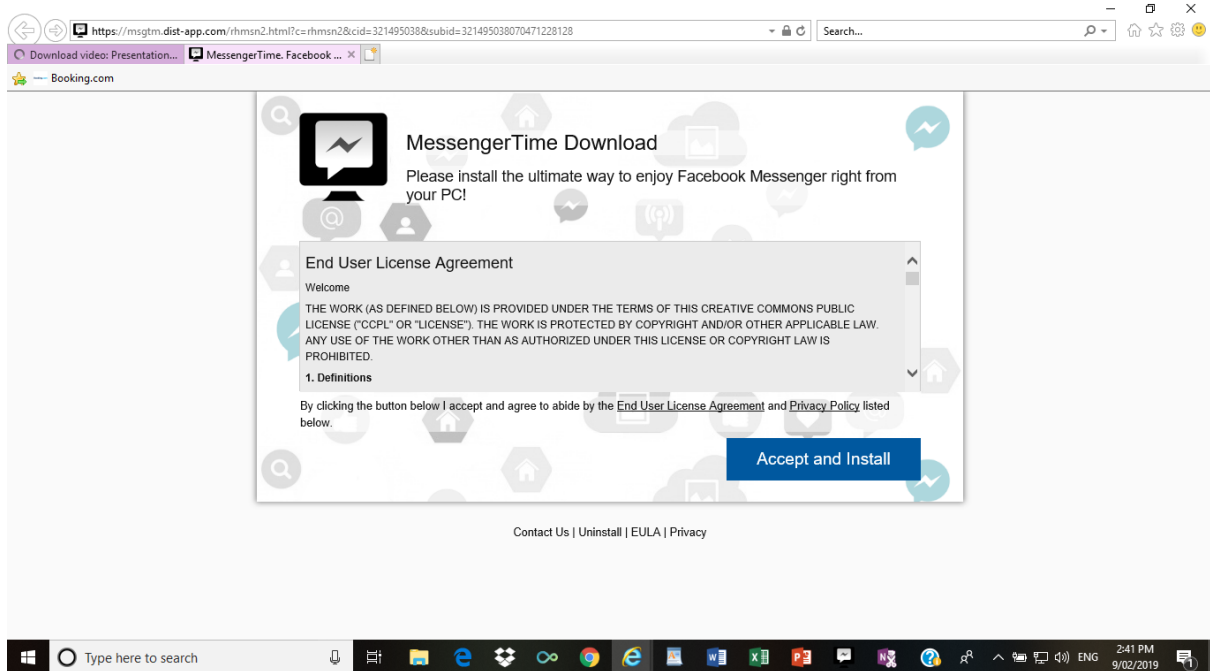 https://msgtm.dist-app.com/rhmsn2.html?c=rhmsn2&cid=321495038&subid=321495038070471228128
Search...
Download video: Presentation...
MessengerTime. Facebook ...
Booking.com
MessengerTime Download
Please install the ultimate way to enjoy Facebook Messenger right from
your PC!
End User License Agreement
Welcome
THE WORK (AS DEFINED BELOW) IS PROVIDED UNDER THE TERMS OF THIS CREATIVE COMMONS PUBLIC
LICENSE ("CCPL" OR "LICENSE"). THE WORK IS PROTECTED BY COPYRIGHT AND/OR OTHER APPLICABLE LAW.
ANY USE OF THE WORK OTHER THAN AS AUTHORIZED UNDER THIS LICENSE OR COPYRIGHT LAW IS
PROHIBITED.
1. Definitions
By clicking the button below I accept and agree to abide by the End User License Agreement and Privacy Policy listed
below.
Accept and Install
Contact Us | Uninstall | EULA | Privacy
Type here to search
ENG
2:41 PM
9/02/2019